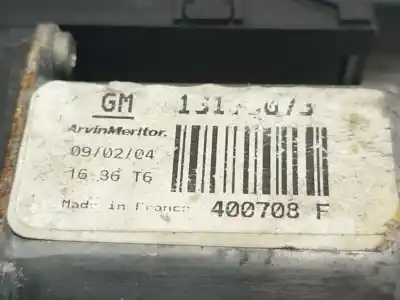 GM
ArvinMeritor.
09/02/04
16:36 T6
Made in France 400708 F